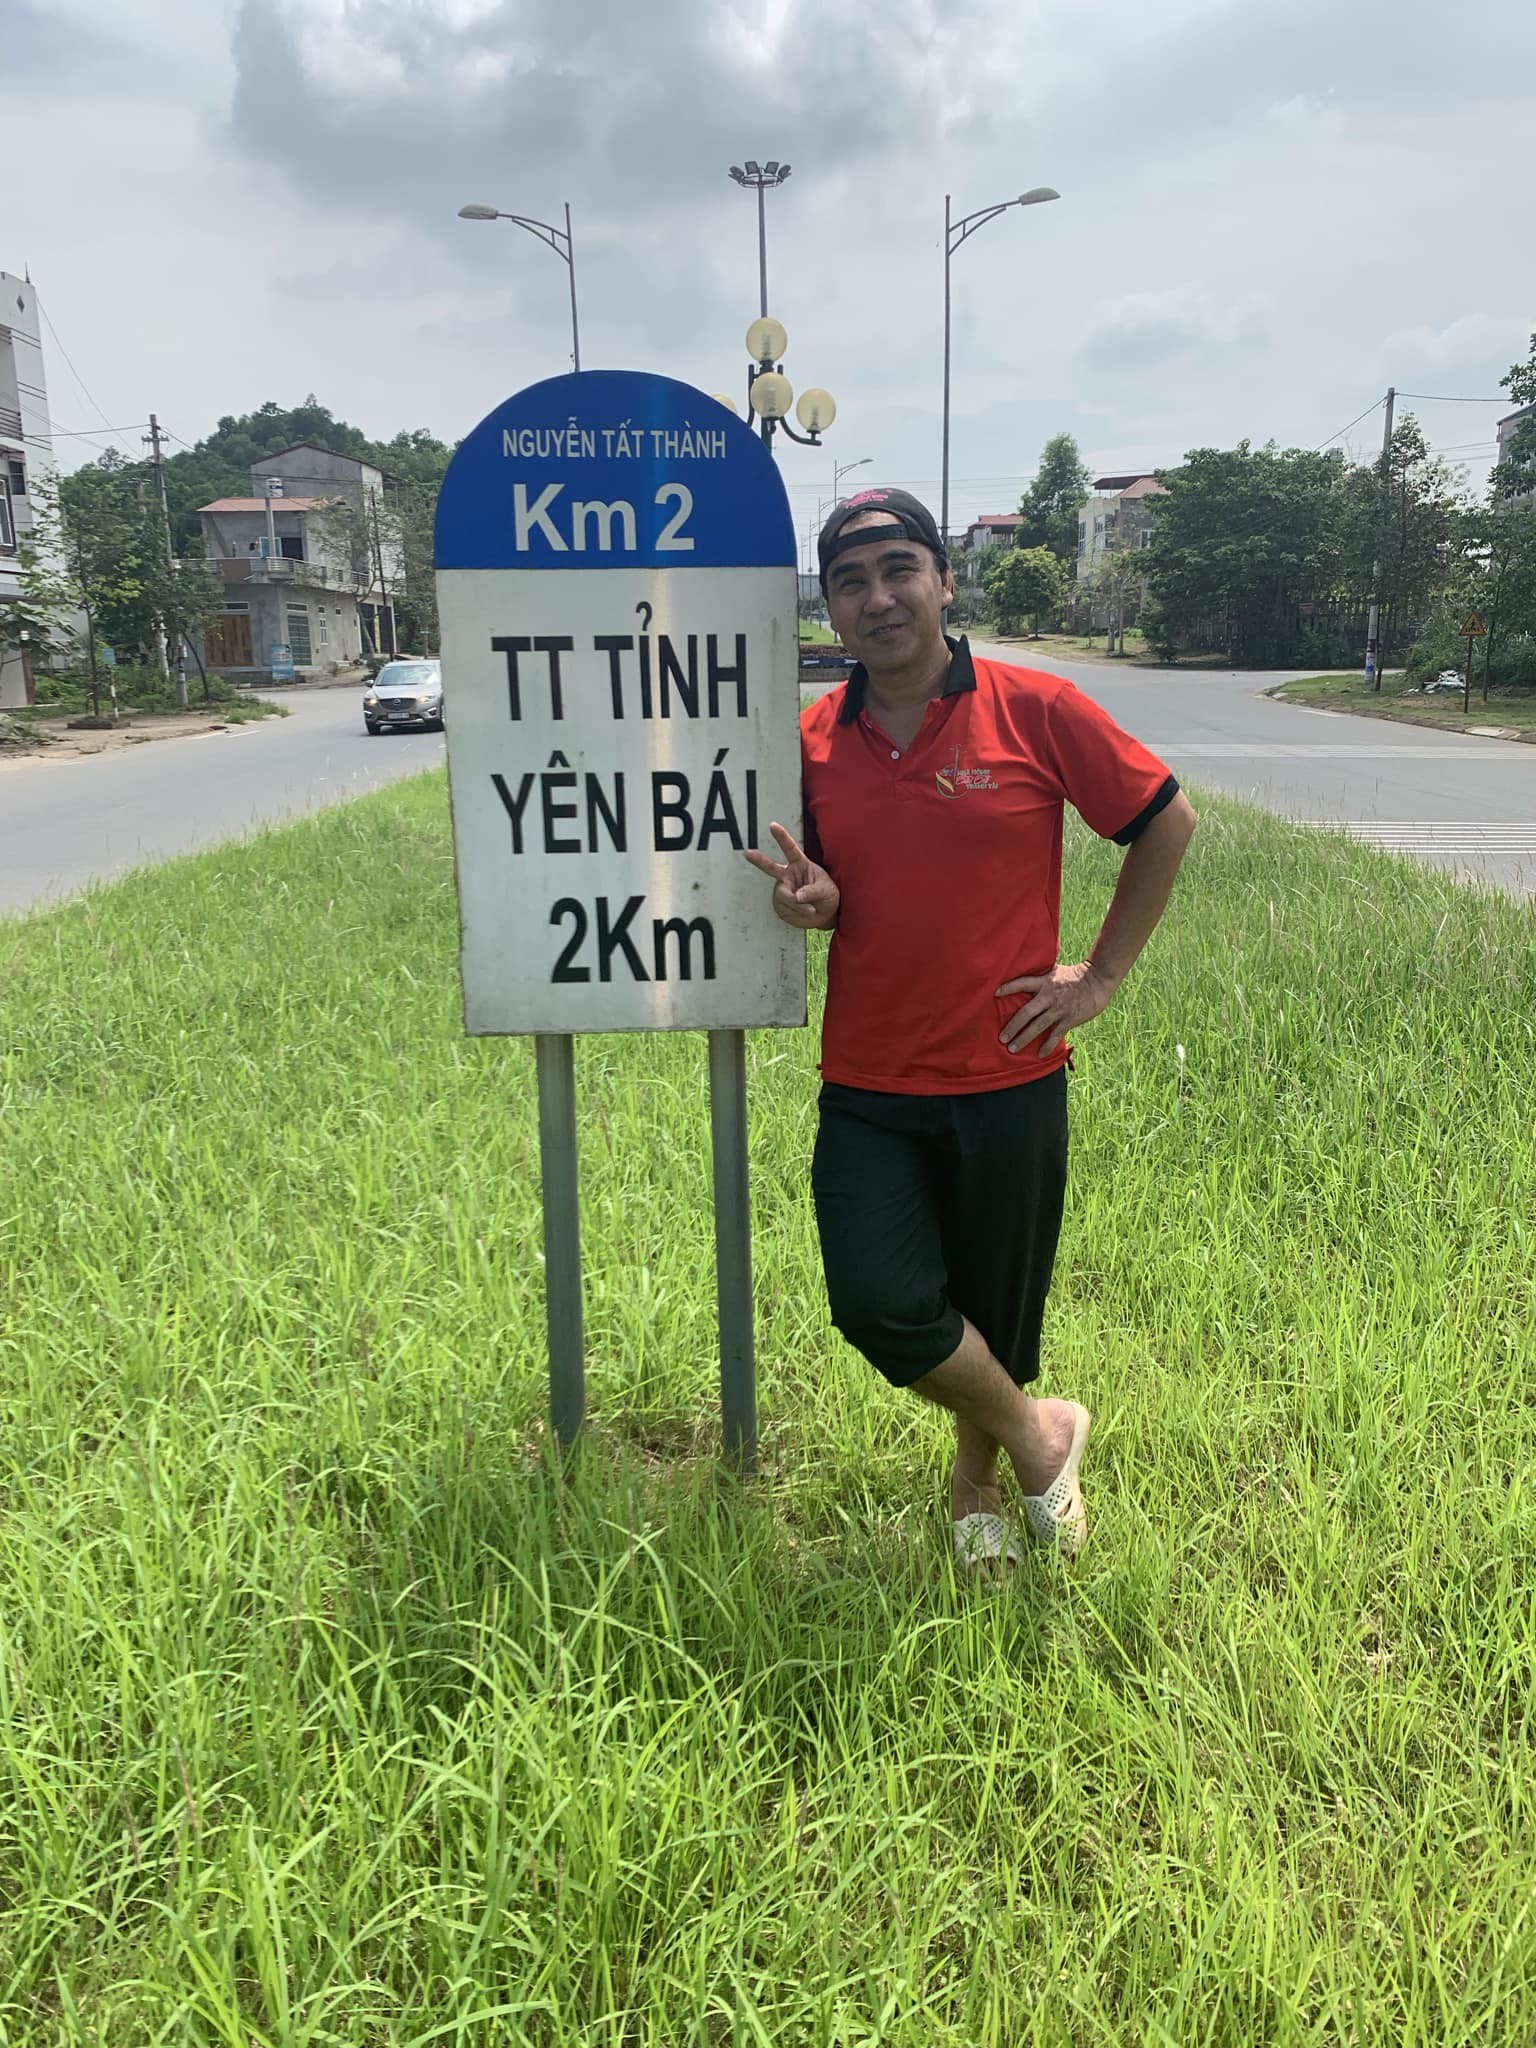 NGUYỄN TẤT THÀNH
Km 2
TT TỈNH
YÊN BÁI
2Km